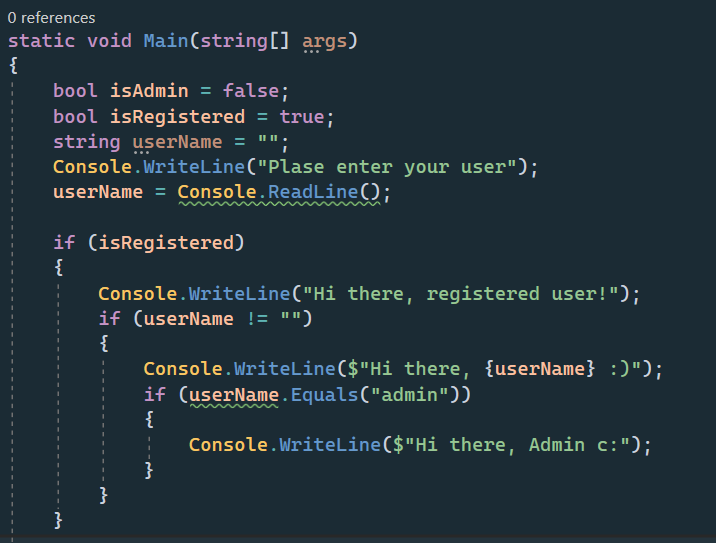 0 references
static void Main(string[] args)
{
bool isAdmin = false;
bool isRegistered = true;
string userName = "";
Console.WriteLine("Plase enter your user");
userName = Console.ReadLine();
if (isRegistered)
{
Console.WriteLine("Hi there, registered user!");
if (userName != "")
{
Console.WriteLine($"Hi there, {userName} :)");
if (userName.Equals("admin"))
{
Console.WriteLine($"Hi there, Admin c:");
}
}
}